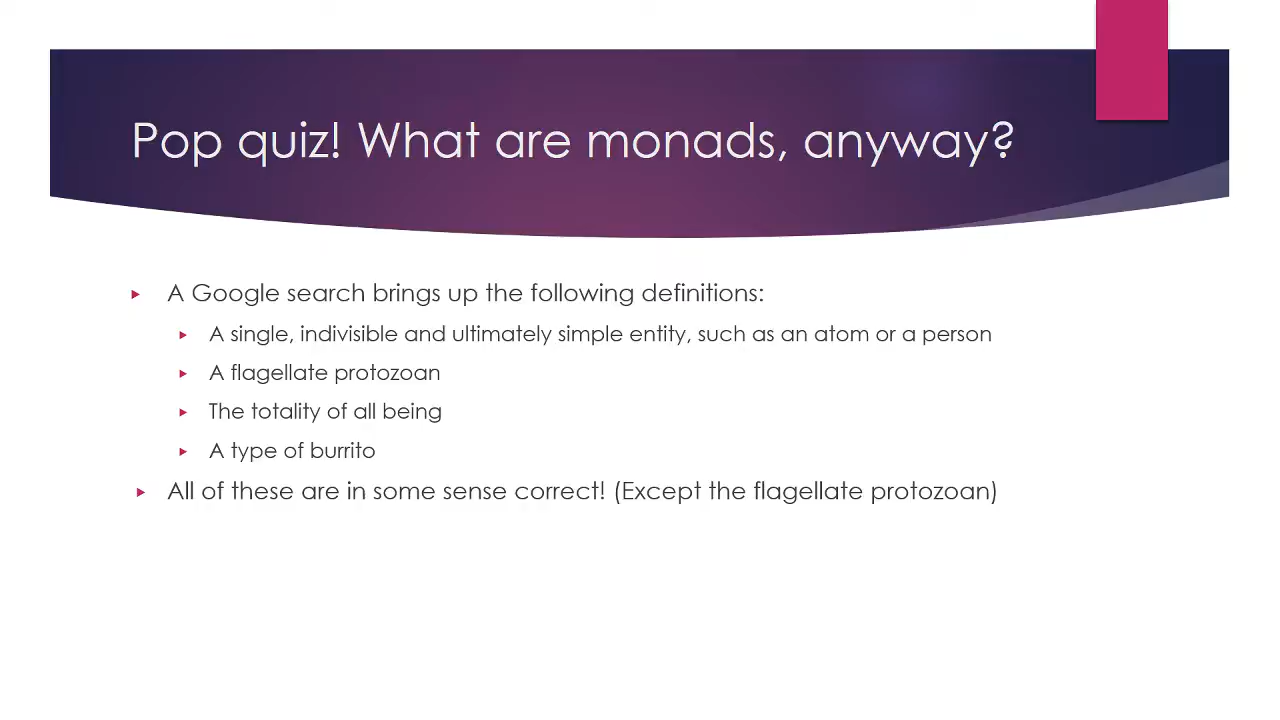 Pop quiz! What are monads, anyway?
A Google search brings up the following definitions:
A single, indivisible and ultimately simple entity, such as an atom or a person
A flagellate protozoan
The totality of all being
A type of burrito
All of these are in some sense correct! (Except the flagellate protozoan)